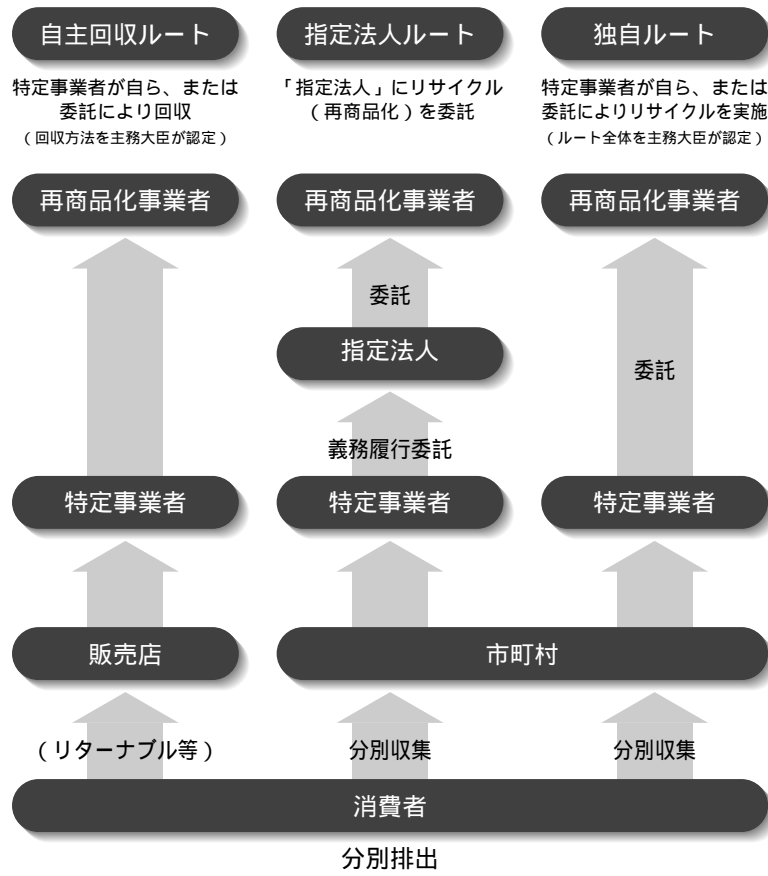 自主回収ルート
指定法人ルート
独自ルート
特定事業者が自ら、または
委託により回収
（回収方法を主務大臣が認定）
「指定法人」にリサイクル
（再商品化）を委託
特定事業者が自ら、または
委託によりリサイクルを実施
（ルート全体を主務大臣が認定）
再商品化事業者
再商品化事業者
再商品化事業者
委託
指定法人
委託
義務履行委託
特定事業者
特定事業者
特定事業者
販売店
市町村
（リターナブル等）
分別収集
分別収集
消費者
分別排出